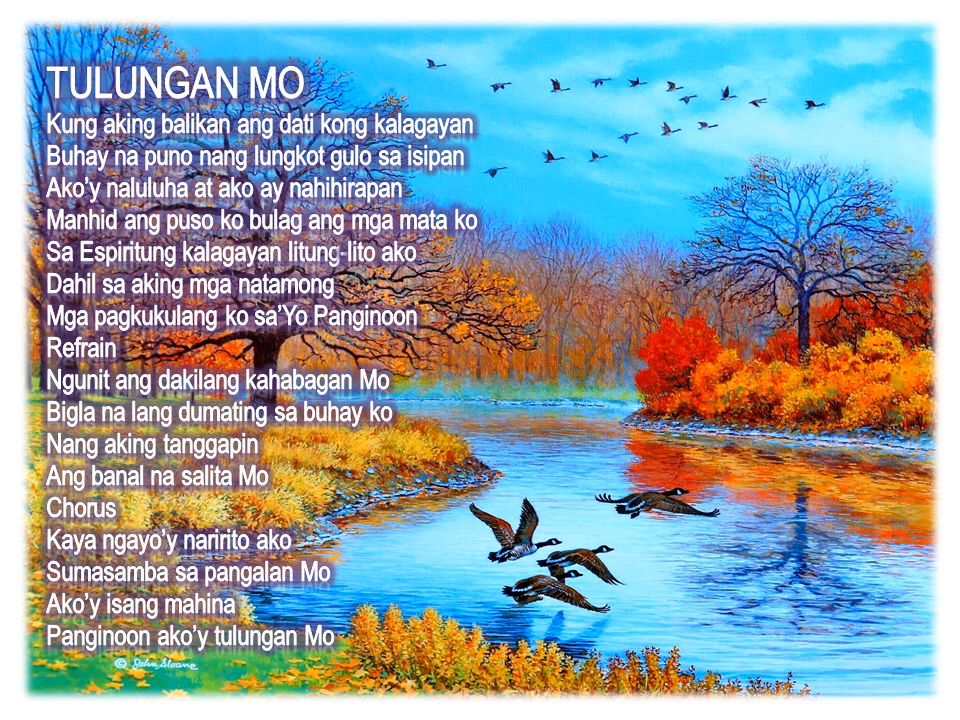 TULUNGAN MO
Kung aking balikan ang dati kong kalagayan
Buhay na puno nang lungkot gulo sa isipan
Ako'y naluluha at ako ay nahihirapan
Manhid ang puso ko bulag ang mga mata ko
Sa Espiritung kalagayan litung-lito ako
Dahil sa aking mga natamong
Mga pagkukulang ko sa'Yo Panginoon
Refrain
Ngunit ang dakilang kahabagan Mo
Bigla na lang dumating sa buhay ko
Nang aking tanggapin
Ang banal na salita Mo
Chorus
Kaya ngayo'y naririto ako
Sumasamba sa pangalan Mo
Ako'y isang mahina
Panginoon ako'y tulungan Mo
© John Sloane